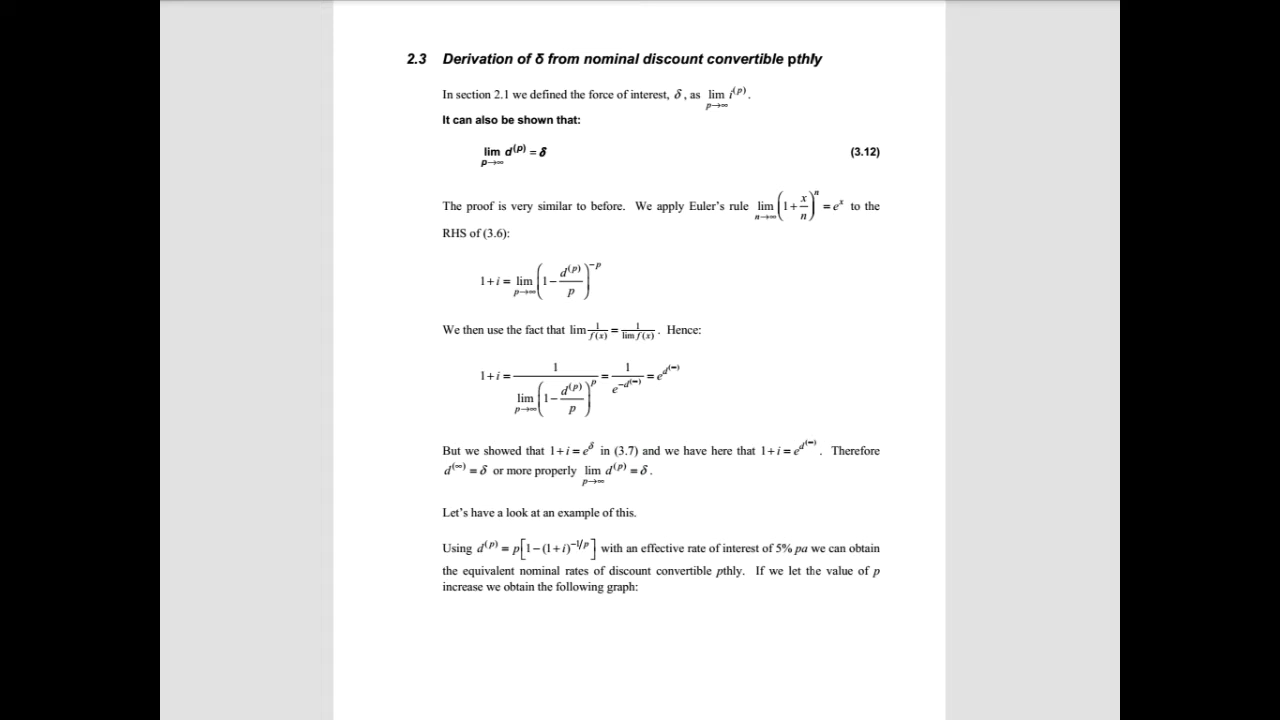 2.3 Derivation of δ from nominal discount convertible pthly
In section 2.1 we defined the force of interest, δ, as lim_{p→∞} i^{(p)}.
It can also be shown that:
lim_{p→∞} d^{(p)} = δ (3.12)
The proof is very similar to before. We apply Euler's rule lim_{n→∞} (1 + x/n)^n = e^x to the
RHS of (3.6):
1 + i = lim_{p→∞} (1 − d^{(p)}/p)^{−p}
We then use the fact that lim 1/f(x) = 1/lim f(x). Hence:
1 + i = 1/(lim_{p→∞} (1 − d^{(p)}/p)^p) = 1/e^{−d^{(∞)}} = e^{d^{(∞)}}
But we showed that 1 + i = e^δ in (3.7) and we have here that 1 + i = e^{d^{(∞)}}. Therefore
d^{(∞)} = δ or more properly lim_{p→∞} d^{(p)} = δ.
Let's have a look at an example of this.
Using d^{(p)} = p[1 − (1 + i)^{−1/p}] with an effective rate of interest of 5% pa we can obtain
the equivalent nominal rates of discount convertible pthly. If we let the value of p
increase we obtain the following graph: